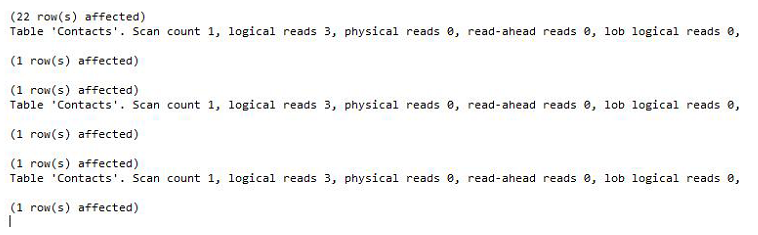 (22 row(s) affected)
Table 'Contacts'. Scan count 1, logical reads 3, physical reads 0, read-ahead reads 0, lob logical reads 0,
(1 row(s) affected)
(1 row(s) affected)
Table 'Contacts'. Scan count 1, logical reads 3, physical reads 0, read-ahead reads 0, lob logical reads 0,
(1 row(s) affected)
(1 row(s) affected)
Table 'Contacts'. Scan count 1, logical reads 3, physical reads 0, read-ahead reads 0, lob logical reads 0,
(1 row(s) affected)